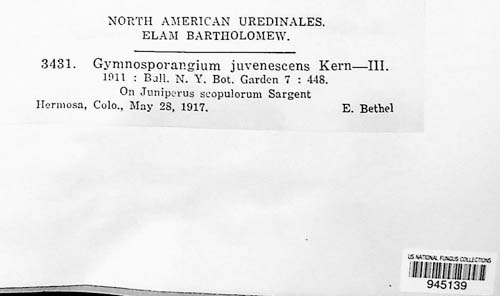 NORTH AMERICAN UREDINALES.
ELAM BARTHOLOMEW.
3431. Gymnosporangium juvenescens Kern—III.
1911 : Bull. N. Y. Bot. Garden 7 : 448.
On Juniperus scopulorum Sargent
Hermosa, Colo., May 28, 1917. E. Bethel
US NATIONAL FUNGUS COLLECTIONS
945139